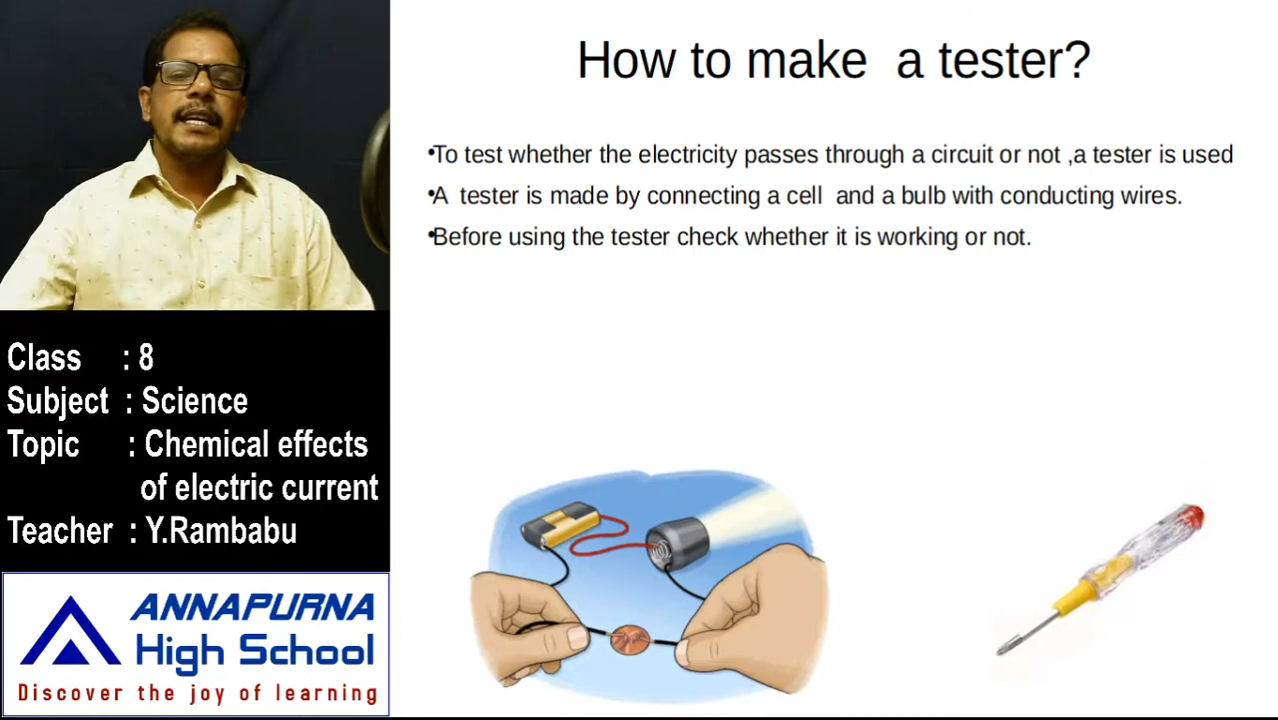 How to make  a tester?
•To test whether the electricity passes through a circuit or not ,a tester is used
•A  tester is made by connecting a cell  and a bulb with conducting wires.
•Before using the tester check whether it is working or not.
Class : 8
Subject : Science
Topic : Chemical effects
of electric current
Teacher : Y.Rambabu
ANNAPURNA
High School
Discover the joy of learning